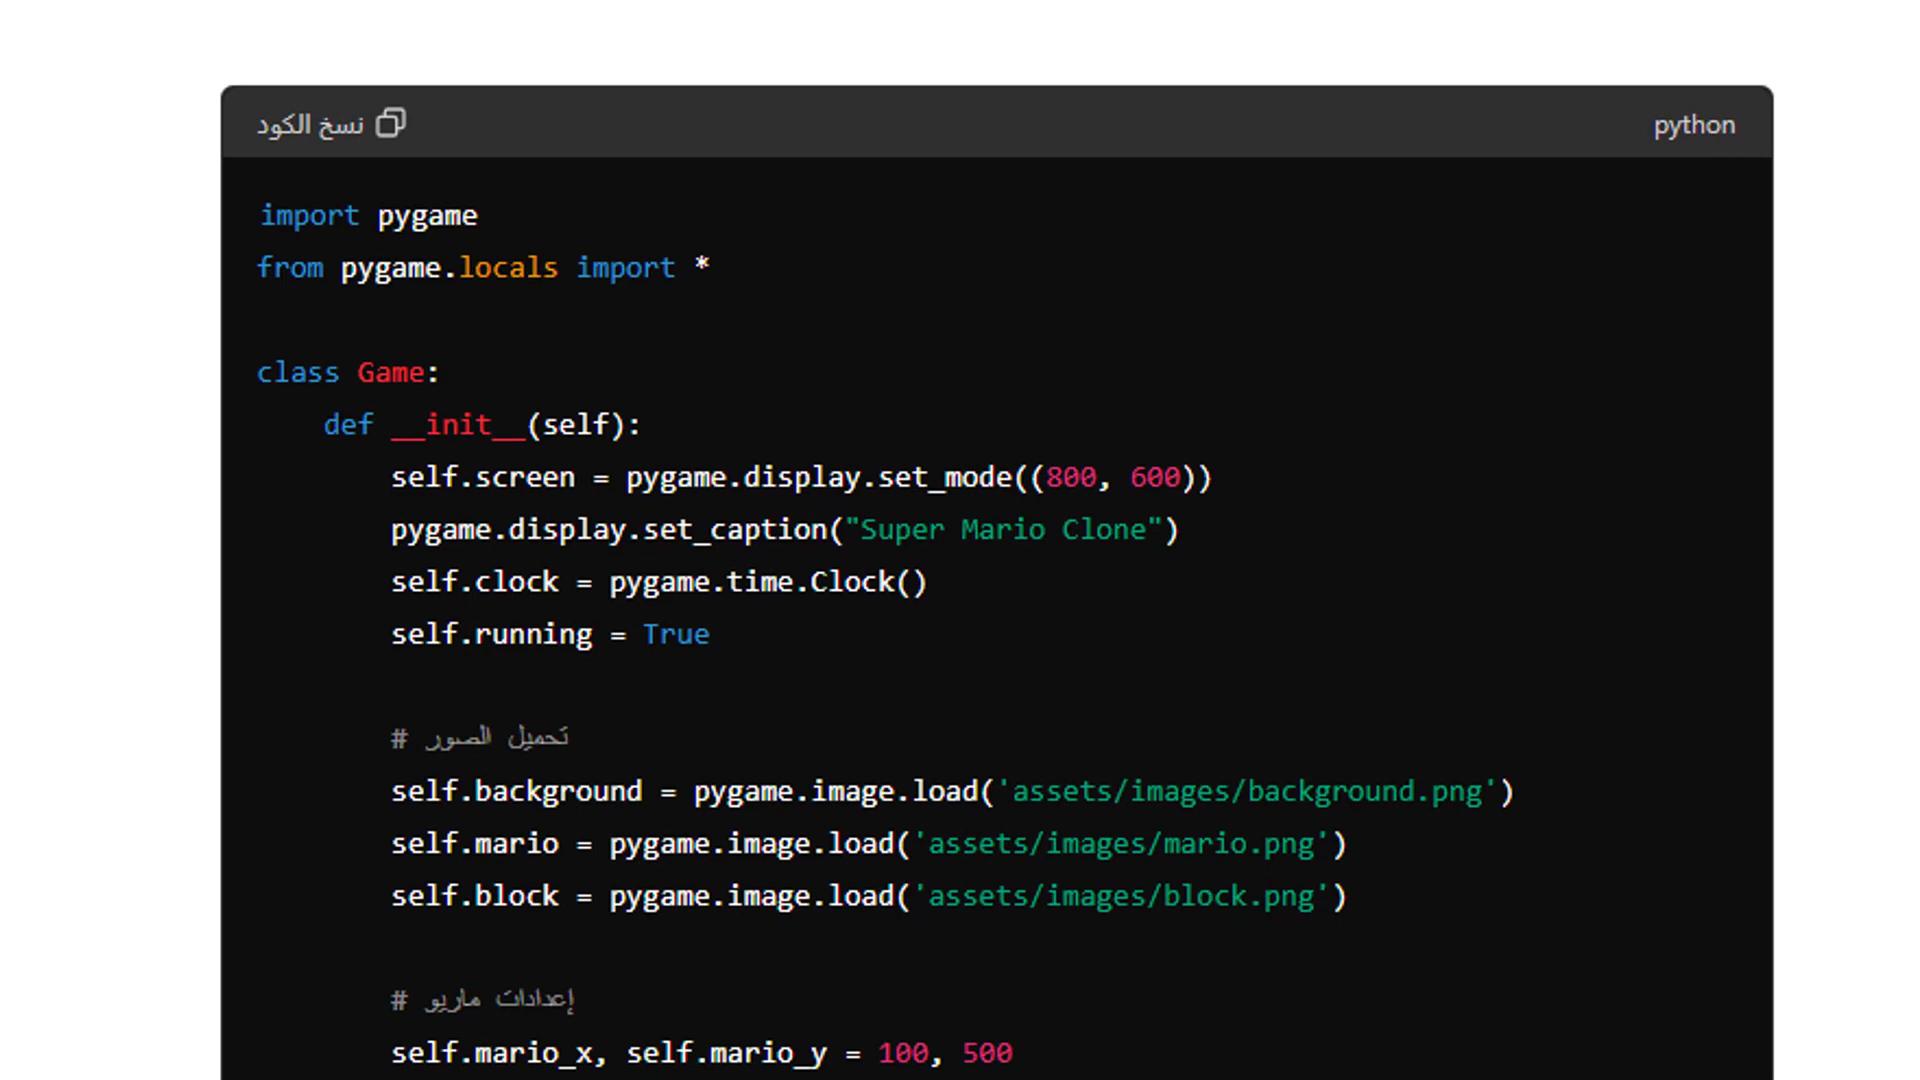 نسخ الكود
python
import pygame
from pygame.locals import *
class Game:
def __init__(self):
self.screen = pygame.display.set_mode((800, 600))
pygame.display.set_caption("Super Mario Clone")
self.clock = pygame.time.Clock()
self.running = True
# تحميل الصور
self.background = pygame.image.load('assets/images/background.png')
self.mario = pygame.image.load('assets/images/mario.png')
self.block = pygame.image.load('assets/images/block.png')
# إعدادات ماريو
self.mario_x, self.mario_y = 100, 500